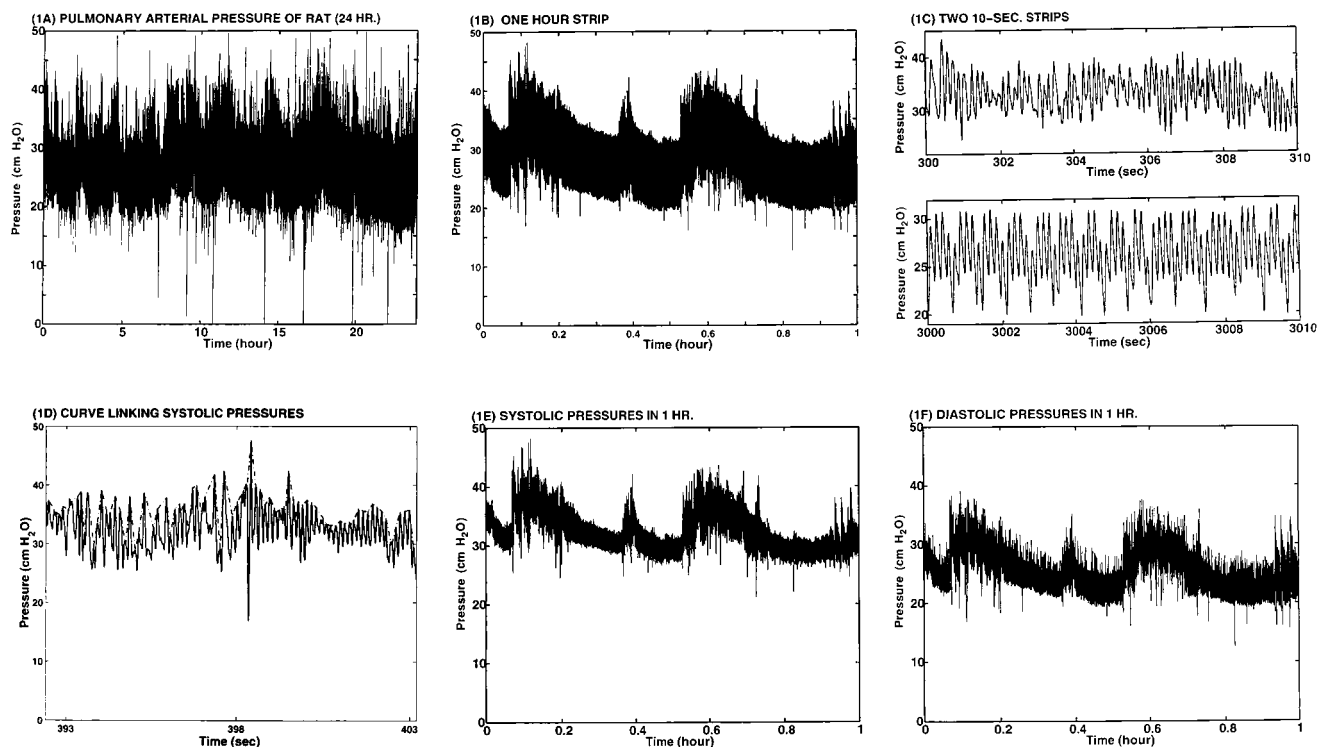 (1A) PULMONARY ARTERIAL PRESSURE OF RAT (24 HR.)
50
40
30
20
10
0
Pressure (cm H2O)
0 5 10 15 20
Time (hour)
(1B) ONE HOUR STRIP
50
40
30
20
10
0
Pressure (cm H2O)
0 0.2 0.4 0.6 0.8 1
Time (hour)
(1C) TWO 10-SEC. STRIPS
40
30
Pressure (cm H2O)
300 302 304 306 308 310
Time (sec)
30
25
20
Pressure (cm H2O)
3000 3002 3004 3006 3008 3010
Time (sec)
(1D) CURVE LINKING SYSTOLIC PRESSURES
50
40
30
20
10
0
Pressure (cm H2O)
393 398 403
Time (sec)
(1E) SYSTOLIC PRESSURES IN 1 HR.
50
40
30
20
10
0
Pressure (cm H2O)
0 0.2 0.4 0.6 0.8 1
Time (hour)
(1F) DIASTOLIC PRESSURES IN 1 HR.
50
40
30
20
10
0
Pressure (cm H2O)
0 0.2 0.4 0.6 0.8 1
Time (hour)